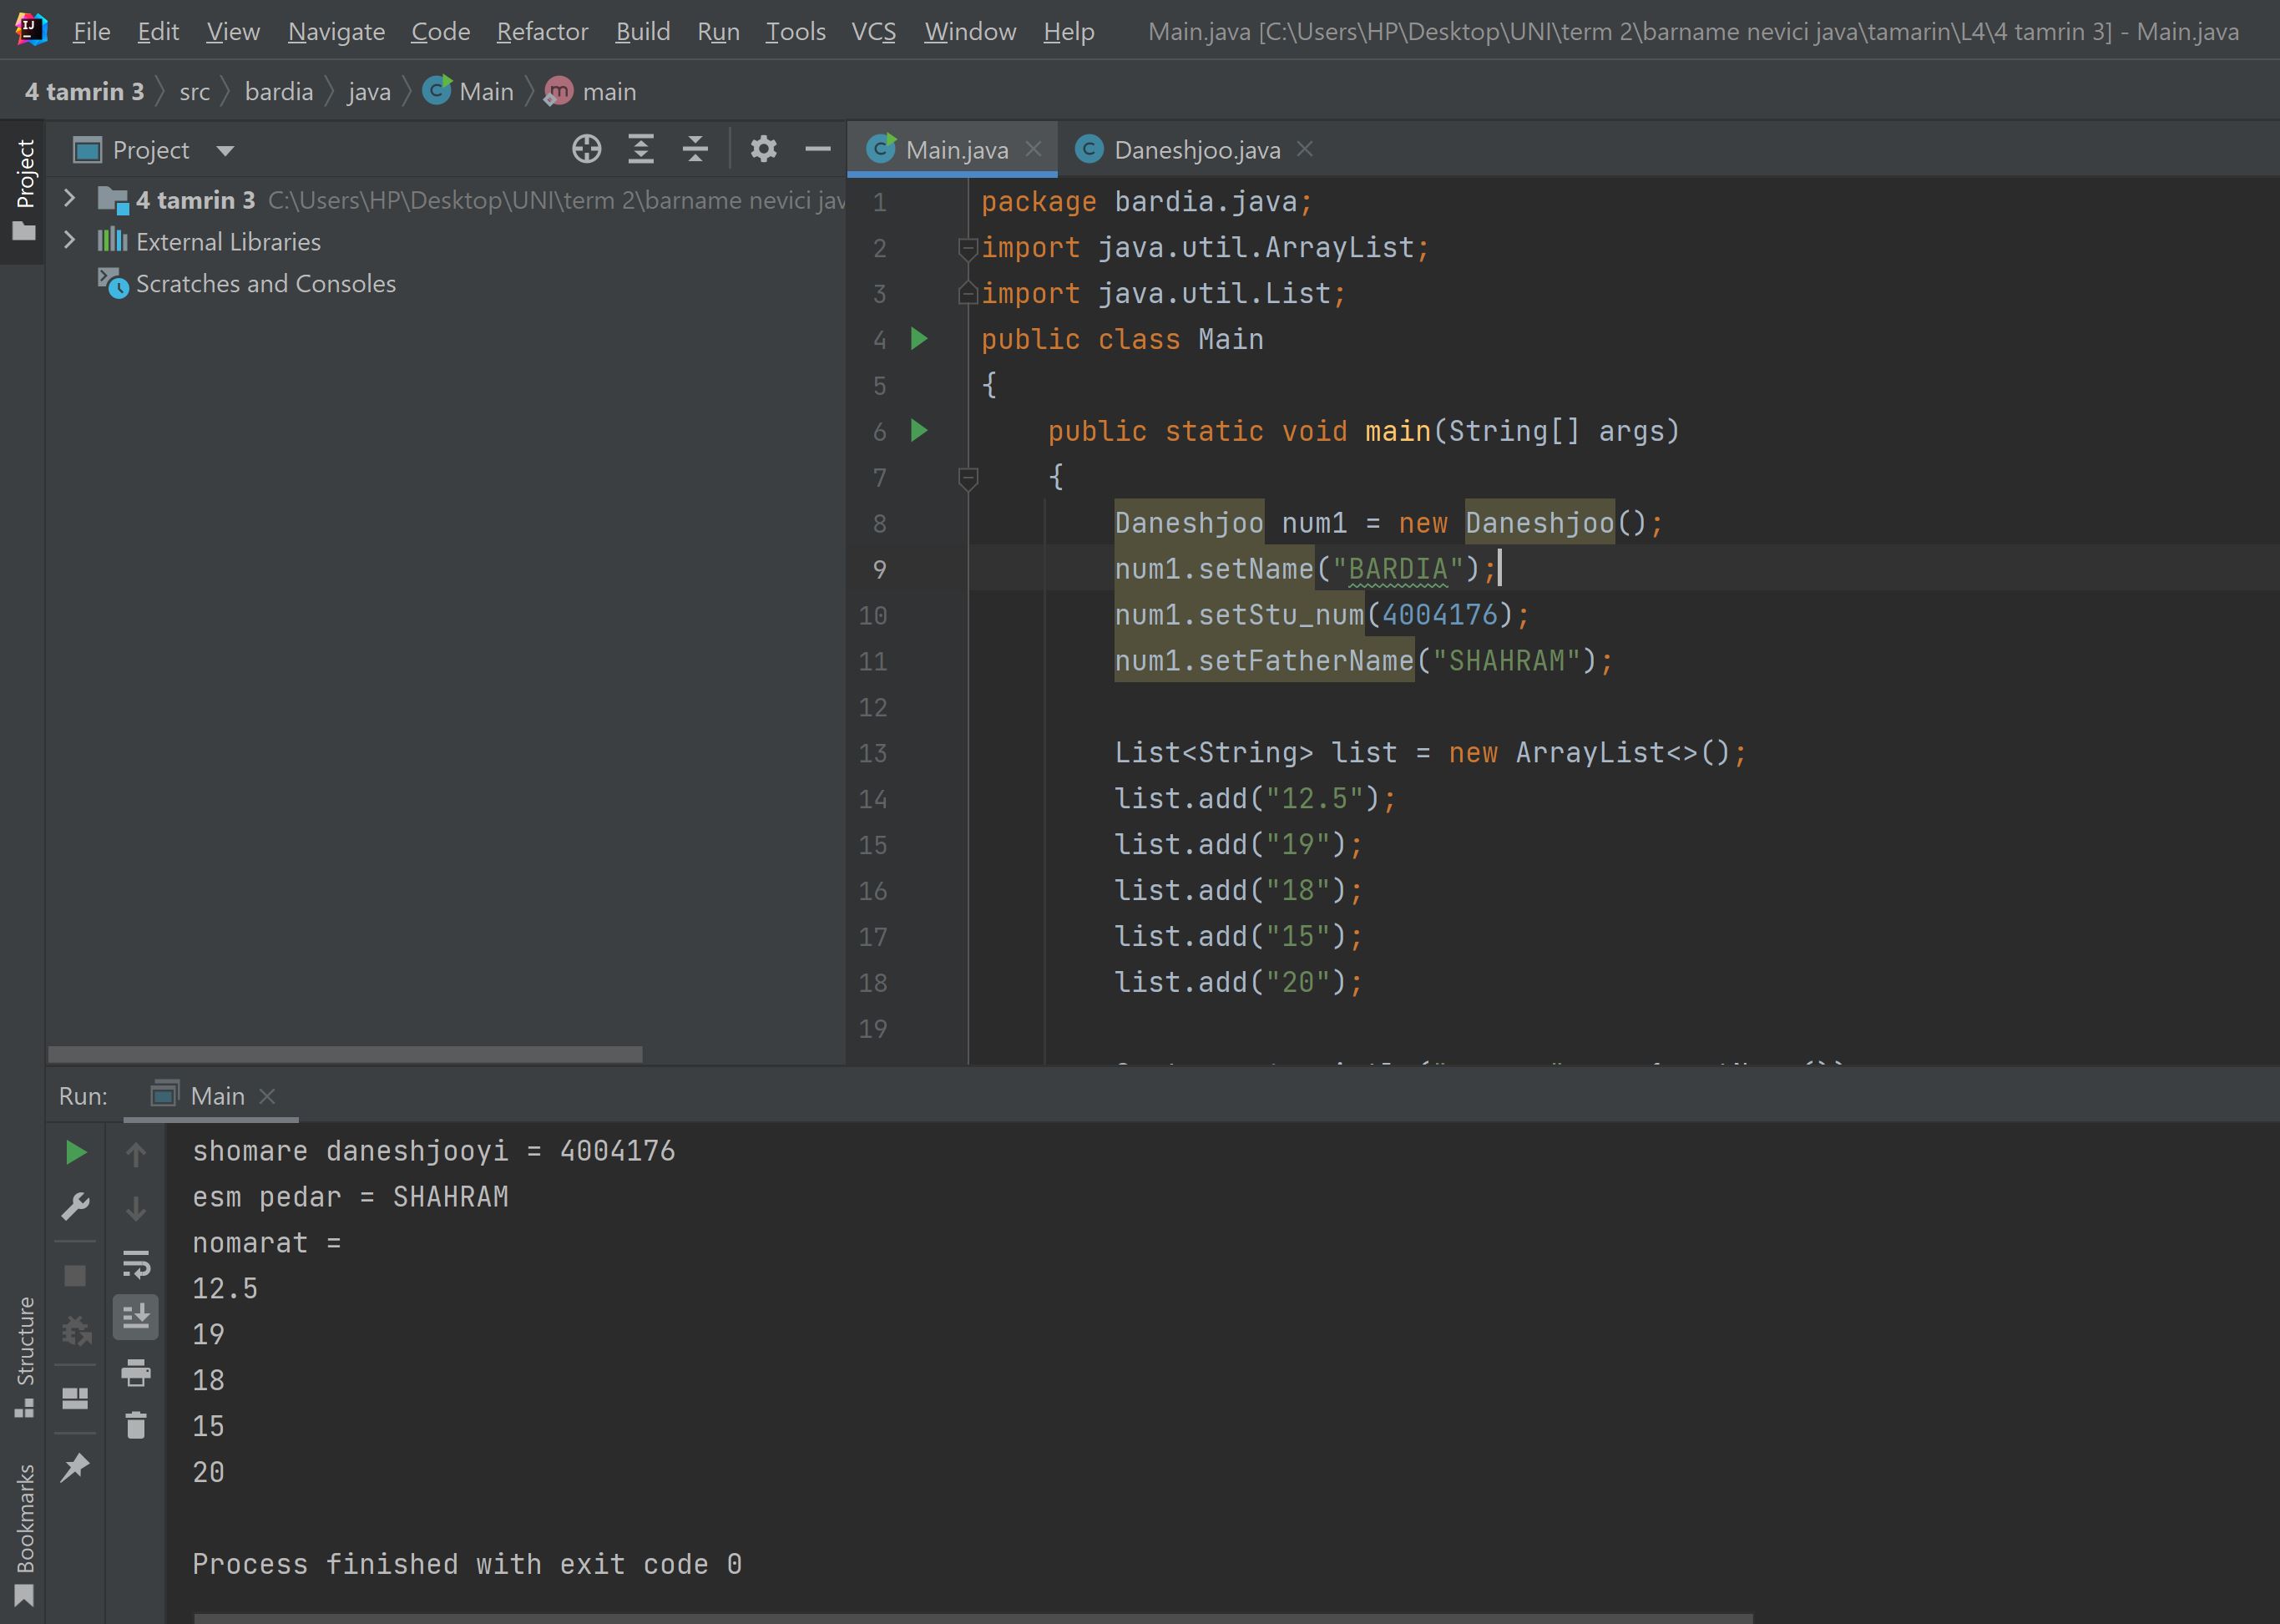 File Edit View Navigate Code Refactor Build Run Tools VCS Window Help Main.java [C:\Users\HP\Desktop\UNI\term 2\barname nevici java\tamarin\L4\4 tamrin 3] - Main.java
4 tamrin 3 src bardia java Main main
Project
Project
4 tamrin 3 C:\Users\HP\Desktop\UNI\term 2\barname nevici jav
External Libraries
Scratches and Consoles
Main.java Daneshjoo.java
1 package bardia.java;
2 import java.util.ArrayList;
3 import java.util.List;
4 public class Main
5 {
6 public static void main(String[] args)
7 {
8 Daneshjoo num1 = new Daneshjoo();
9 num1.setName("BARDIA");
10 num1.setStu_num(4004176);
11 num1.setFatherName("SHAHRAM");
12
13 List<String> list = new ArrayList<>();
14 list.add("12.5");
15 list.add("19");
16 list.add("18");
17 list.add("15");
18 list.add("20");
19
Run: Main
shomare daneshjooyi = 4004176
esm pedar = SHAHRAM
nomarat =
12.5
19
18
15
20
Process finished with exit code 0
Structure
Bookmarks